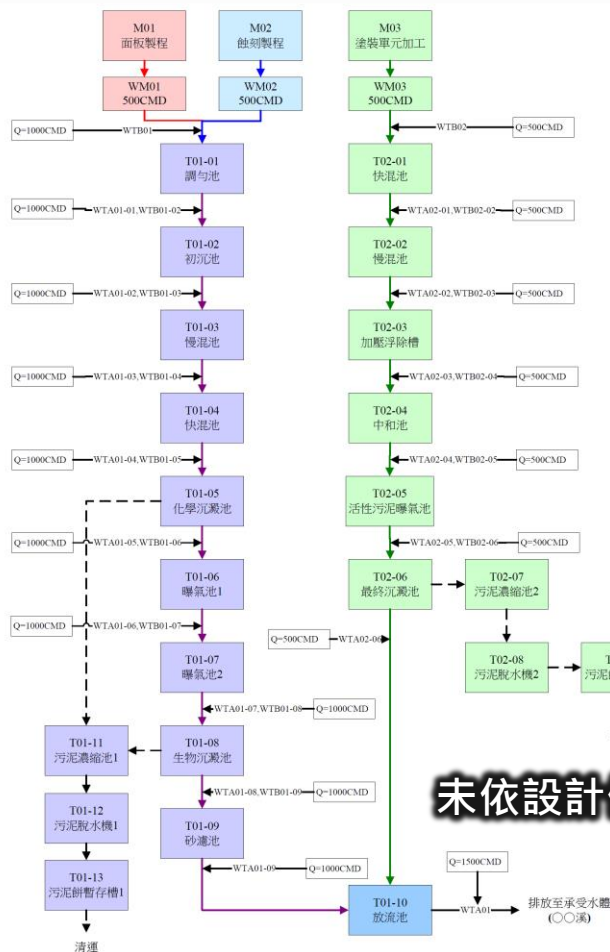 M01
面板製程
M02
蝕刻製程
M03
塗裝單元加工
WM01
500CMD
WM02
500CMD
WM03
500CMD
Q=1000CMD
WTB01
WTB02
Q=500CMD
T01-01
調勻池
T02-01
快混池
Q=1000CMD
WTA01-01,WTB01-02
WTA02-01,WTB02-02
Q=500CMD
T01-02
初沉池
T02-02
慢混池
Q=1000CMD
WTA01-02,WTB01-03
WTA02-02,WTB02-03
Q=500CMD
T01-03
慢混池
T02-03
加壓浮除槽
Q=1000CMD
WTA01-03,WTB01-04
WTA02-03,WTB02-04
Q=500CMD
T01-04
快混池
T02-04
中和池
Q=1000CMD
WTA01-04,WTB01-05
WTA02-04,WTB02-05
Q=500CMD
T01-05
化學沉澱池
T02-05
活性污泥曝氣池
Q=1000CMD
WTA01-05,WTB01-06
WTA02-05,WTB02-06
Q=500CMD
T01-06
曝氣池1
T02-06
最終沉澱池
T02-07
污泥濃縮池2
Q=1000CMD
WTA01-06,WTB01-07
Q=500CMD
WTA02-06
T01-07
曝氣池2
T02-08
污泥脫水機2
污泥
WTA01-07,WTB01-08
Q=1000CMD
T01-11
污泥濃縮池1
T01-08
生物沉澱池
WTA01-08,WTB01-09
Q=1000CMD
未依設計
T01-12
污泥脫水機1
T01-09
砂濾池
WTA01-09
Q=1000CMD
Q=1500CMD
T01-13
污泥餅暫存槽1
T01-10
放流池
WTA01
排放至承受水體
(○○溪)
清運